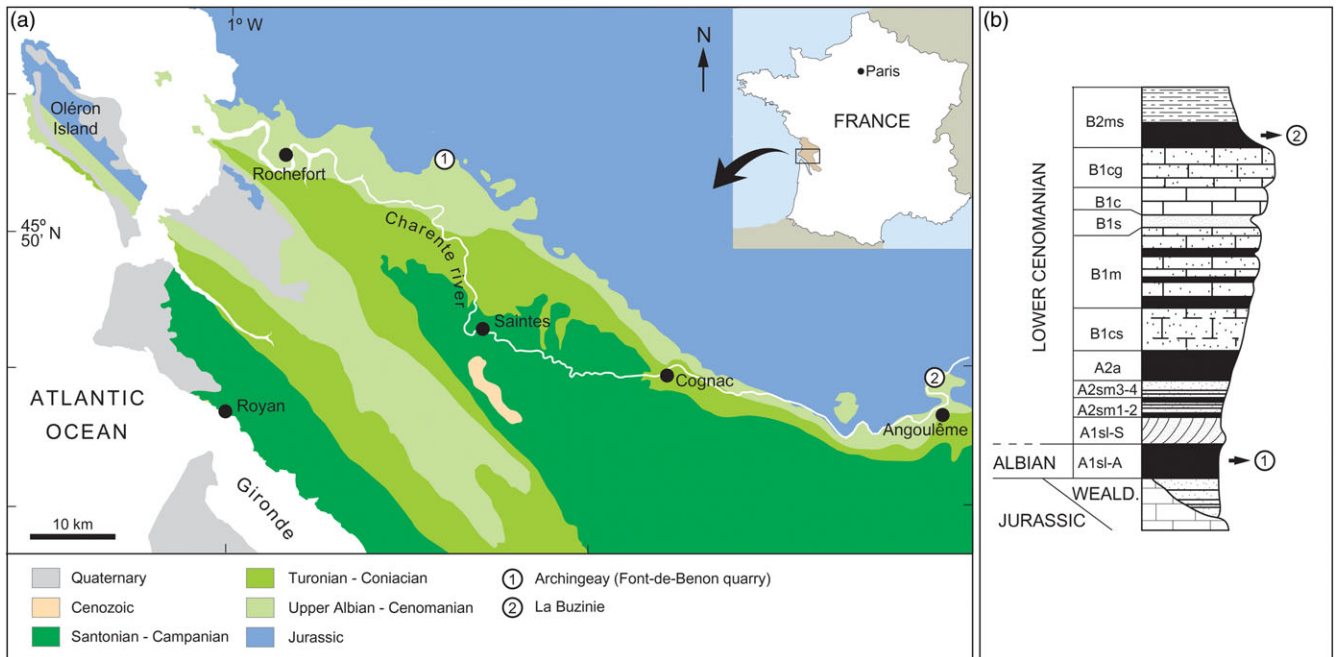 (a)
1° W
N
Paris
FRANCE
Oléron
Island
1
Rochefort
45°
50' N
Charente river
Saintes
Cognac
2
Angoulême
ATLANTIC
OCEAN
Royan
Gironde
10 km
Quaternary
Cenozoic
Santonian - Campanian
Turonian - Coniacian
Upper Albian - Cenomanian
Jurassic
1 Archingeay (Font-de-Benon quarry)
2 La Buzinie
(b)
LOWER CENOMANIAN
B2ms
2
B1cg
B1c
B1s
B1m
B1cs
A2a
A2sm3-4
A2sm1-2
A1sl-S
ALBIAN
A1sl-A
1
WEALD.
JURASSIC